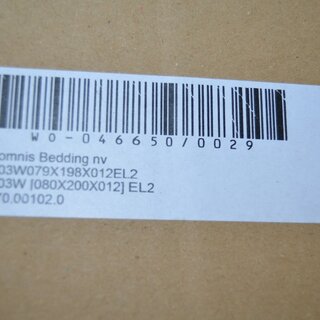 W0-046650/0029
omnis Bedding nv
03W079X198X012EL2
03W [080X200X012] EL2
70.00102.0